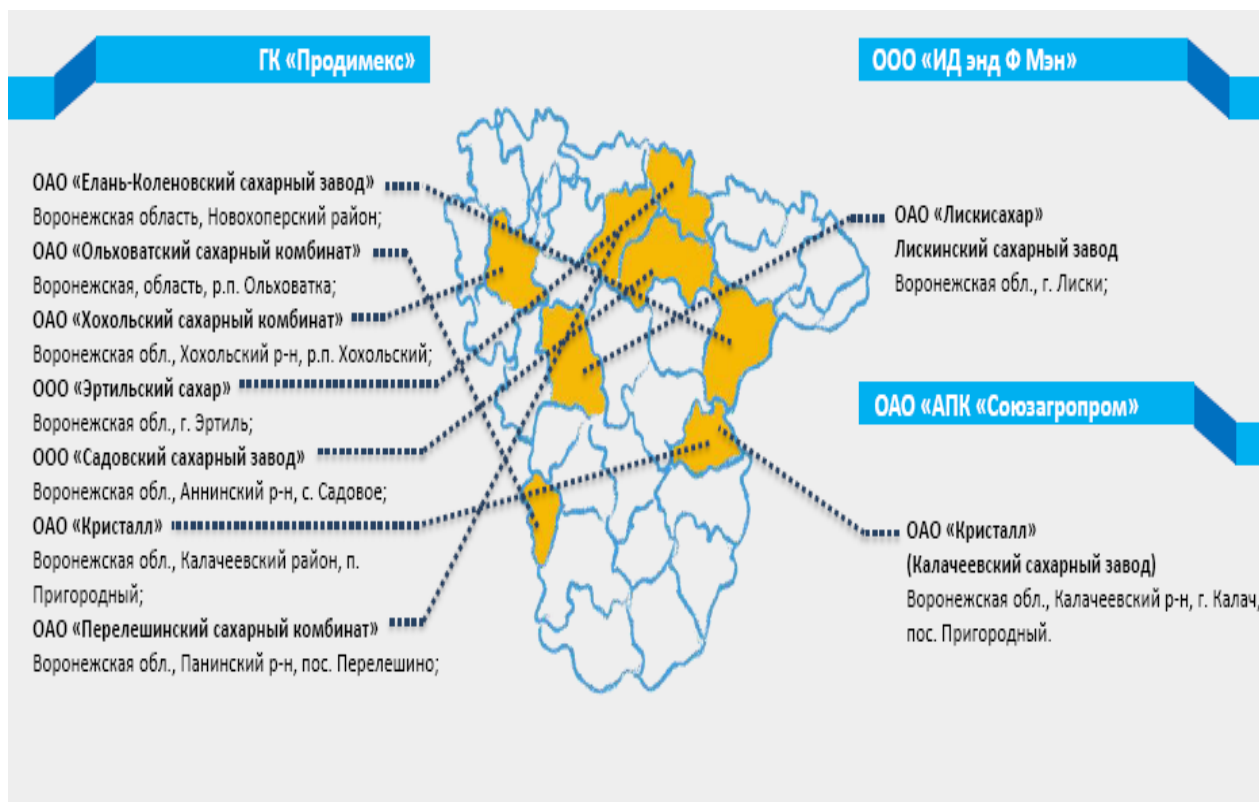 ГК «Продимекс»
ОАО «Елань-Коленовский сахарный завод»
Воронежская область, Новохоперский район;
ОАО «Ольховатский сахарный комбинат»
Воронежская, область, р.п. Ольховатка;
ОАО «Хохольский сахарный комбинат»
Воронежская обл., Хохольский р-н, р.п. Хохольский;
ООО «Эртильский сахар»
Воронежская обл., г. Эртиль;
ООО «Садовский сахарный завод»
Воронежская обл., Аннинский р-н, с. Садовое;
ОАО «Кристалл»
Воронежская обл., Калачеевский район, п.
Пригородный;
ОАО «Перелешинский сахарный комбинат»
Воронежская обл., Панинский р-н, пос. Перелешино;
ООО «ИД энд Ф Мэн»
ОАО «Лискисахар»
Лискинский сахарный завод
Воронежская обл., г. Лиски;
ОАО «АПК «Союзагропром»
ОАО «Кристалл»
(Калачеевский сахарный завод)
Воронежская обл., Калачеевский р-н, г. Калач,
пос. Пригородный.